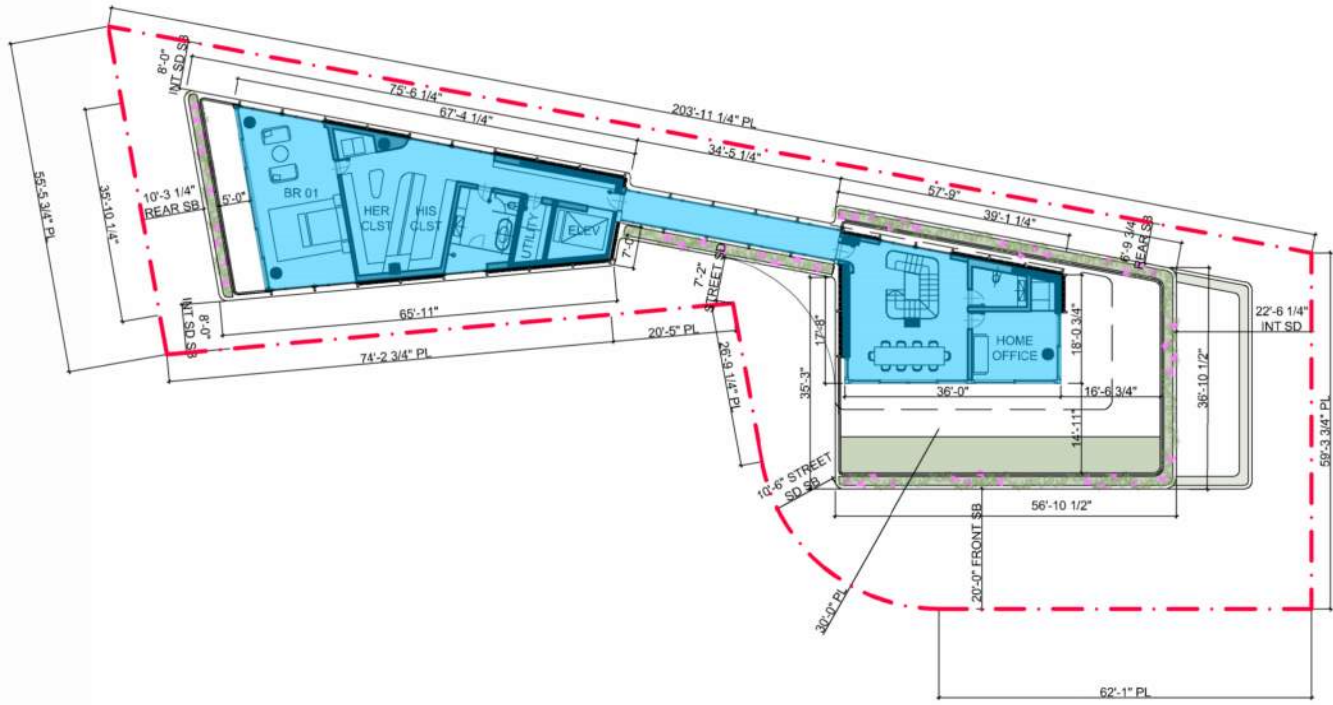 203'-11 1/4" PL
8'-0"
INT SD SB
75'-6 1/4"
67'-4 1/4"
34'-5 1/4"
57'-9"
39'-1 1/4"
6'-9 3/4"
REAR SB
55'-5 3/4" PL
35'-10 1/4"
10'-3 1/4"
REAR SB
5'-0"
BR 01
HER
CLST
HIS
CLST
UTILITY
ELEV
7'-0"
7'-2"
STREET SD
INT SD SB
8'-0"
65'-11"
20'-5" PL
74'-2 3/4" PL
26'-9 1/4" PL
17'-8"
35'-3"
HOME
OFFICE
18'-0 3/4"
22'-6 1/4"
INT SD
36'-10 1/2"
59'-3 3/4" PL
36'-0"
16'-6 3/4"
14'-11"
10'-6" STREET
SD SB
56'-10 1/2"
20'-0" FRONT SB
30'-0" PL
62'-1" PL